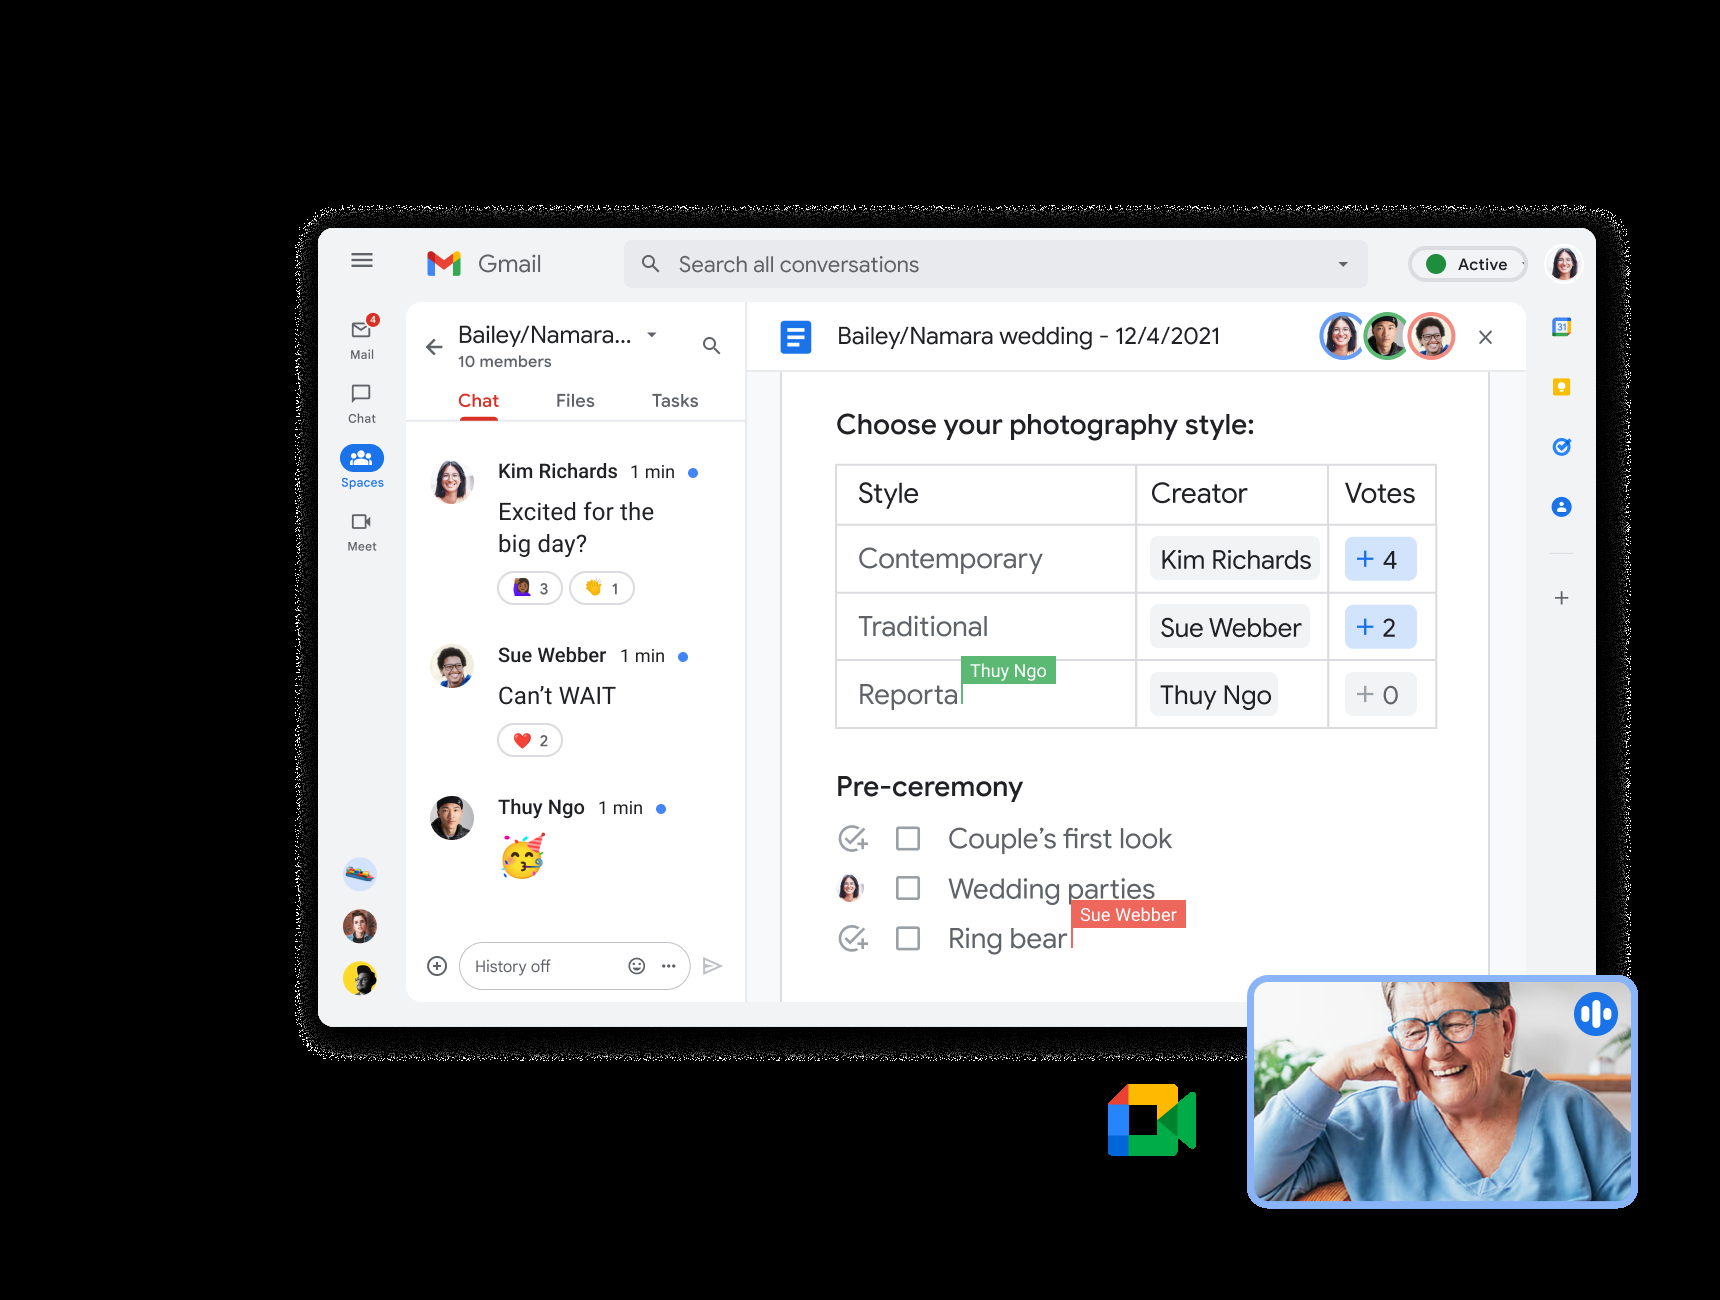 Gmail
Search all conversations
Active
4
Mail
Chat
Spaces
Meet
Bailey/Namara...
10 members
Chat Files Tasks
Kim Richards 1 min
Excited for the
big day?
3 1
Sue Webber 1 min
Can’t WAIT
2
Thuy Ngo 1 min
History off
Bailey/Namara wedding - 12/4/2021
Choose your photography style:
Style Creator Votes
Contemporary Kim Richards + 4
Traditional Sue Webber + 2
Thuy Ngo
Reporta Thuy Ngo + 0
Pre-ceremony
Couple’s first look
Wedding parties
Sue Webber
Ring bear
31